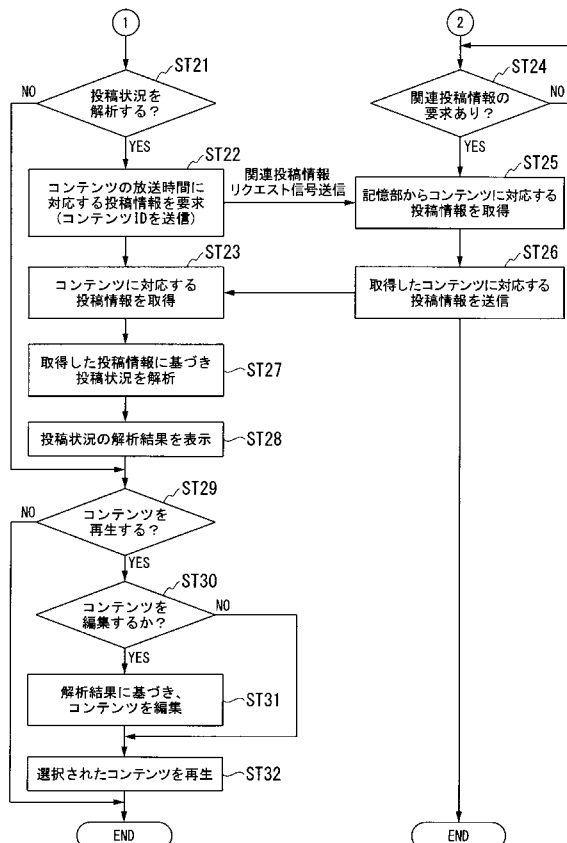 1
ST21
NO
投稿状況を
解析する？
YES
ST22
コンテンツの放送時間に
対応する投稿情報を要求
(コンテンツIDを送信)
関連投稿情報
リクエスト信号送信
ST23
コンテンツに対応する
投稿情報を取得
取得した投稿情報に基づき
投稿状況を解析
ST27
投稿状況の解析結果を表示
ST28
ST29
NO
コンテンツを
再生する？
YES
ST30
コンテンツを
編集するか？
NO
YES
解析結果に基づき、
コンテンツを編集
ST31
選択されたコンテンツを再生
ST32
END
2
ST24
関連投稿情報の
要求あり？
NO
YES
ST25
記憶部からコンテンツに対応する
投稿情報を取得
ST26
取得したコンテンツに対応する
投稿情報を送信
END